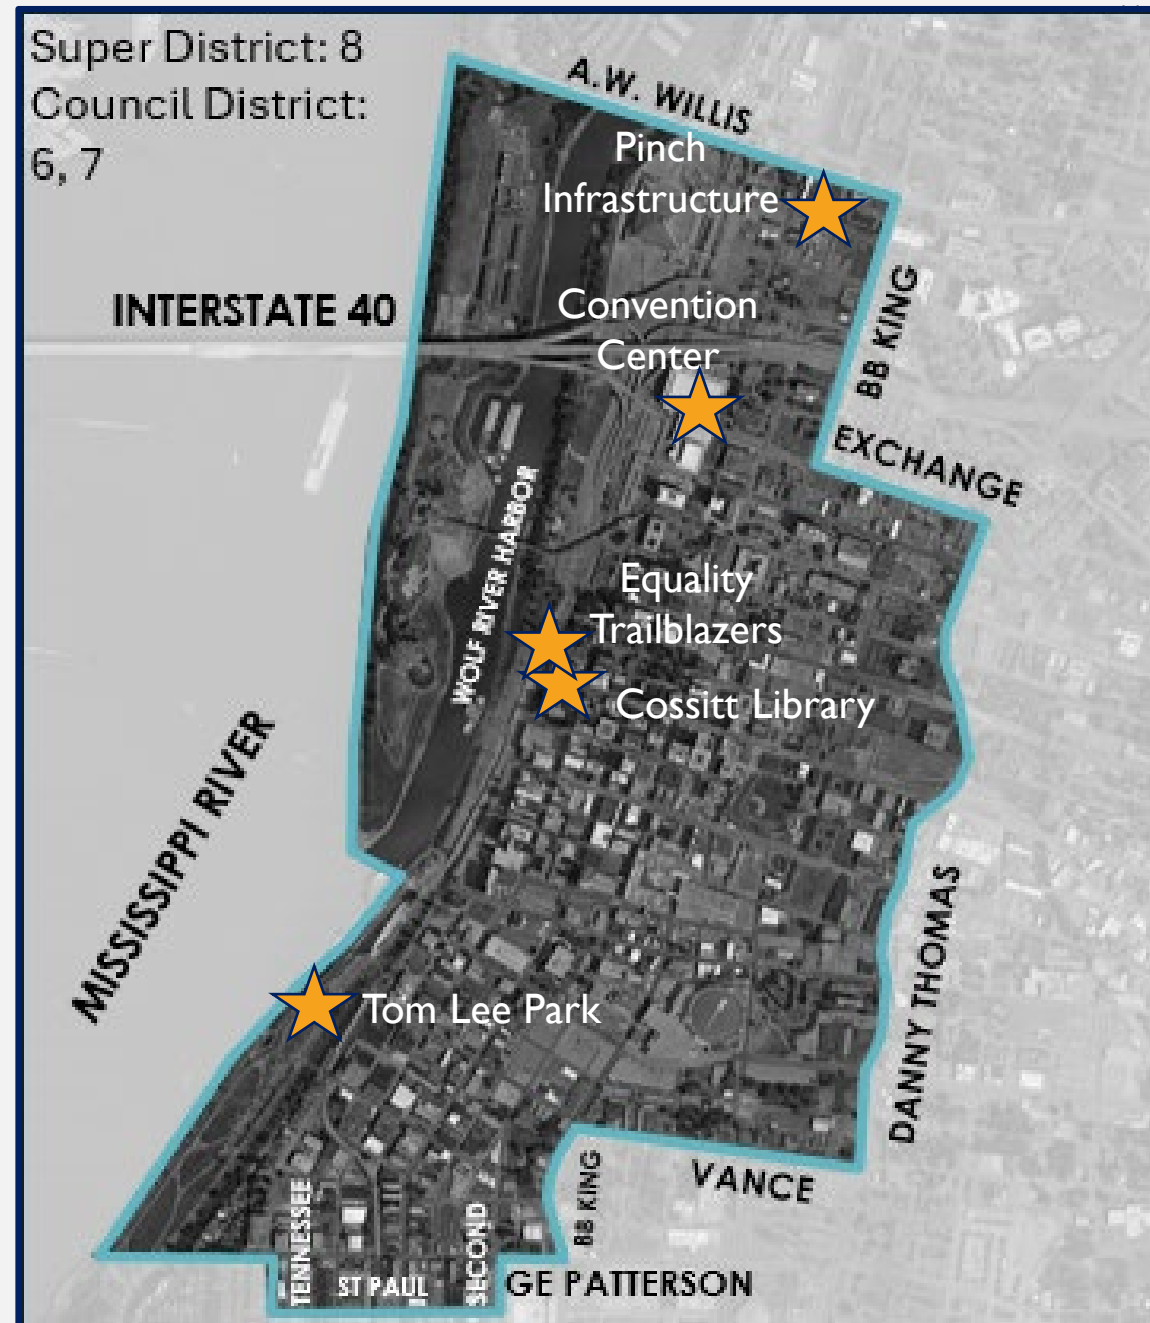 Super District: 8
Council District:
6, 7
A.W. WILLIS
Pinch
Infrastructure
INTERSTATE 40
Convention
Center
BB KING
EXCHANGE
WOLF RIVER HARBOR
Equality
Trailblazers
Cossitt Library
MISSISSIPPI RIVER
DANNY THOMAS
Tom Lee Park
VANCE
BB KING
TENNESSEE
ST PAUL
SECOND
GE PATTERSON